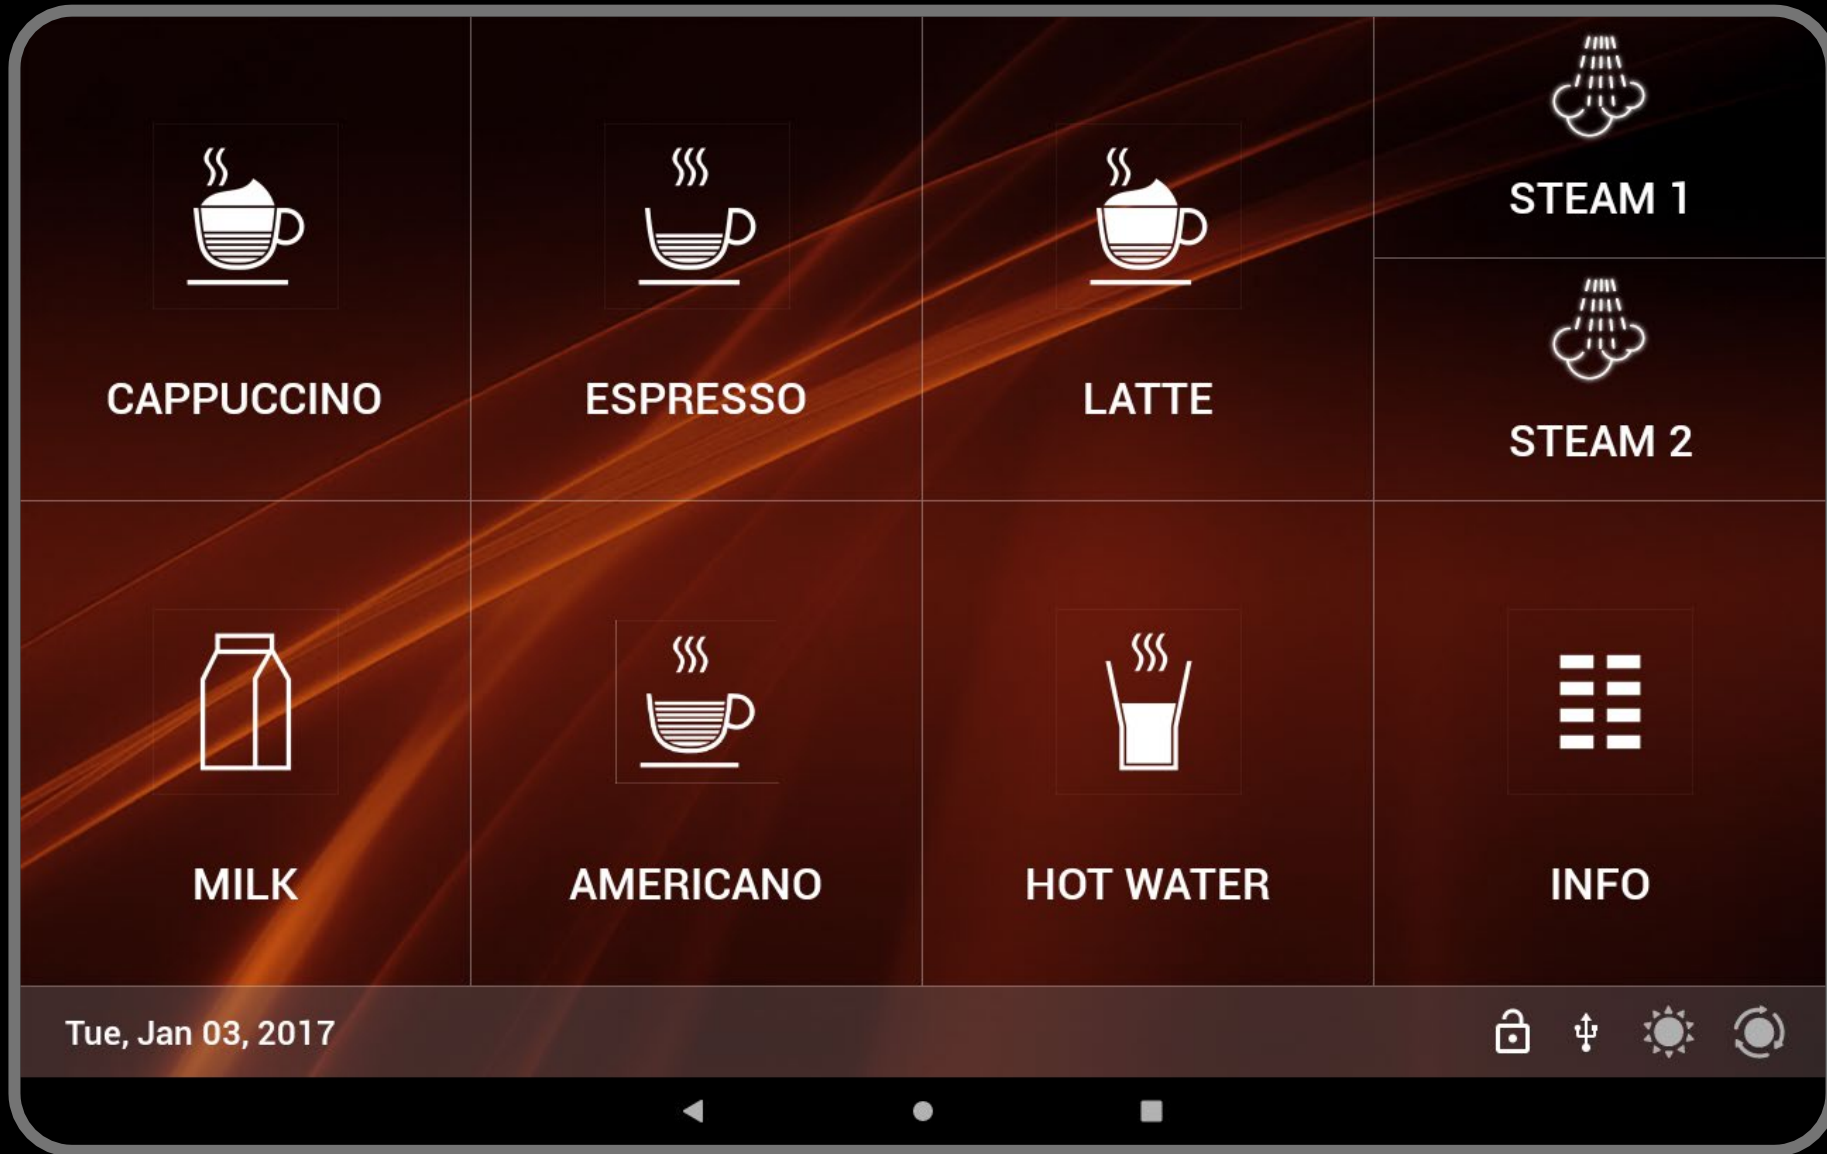 CAPPUCCINO
ESPRESSO
LATTE
STEAM 1
STEAM 2
MILK
AMERICANO
HOT WATER
INFO
Tue, Jan 03, 2017